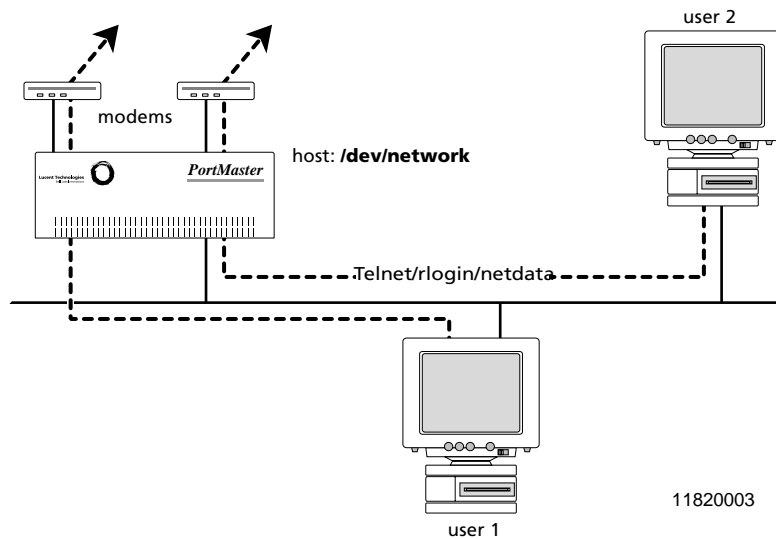 user 2
modems
host: /dev/network
Lucent Technologies
PortMaster
Telnet/rlogin/netdata
11820003
user 1